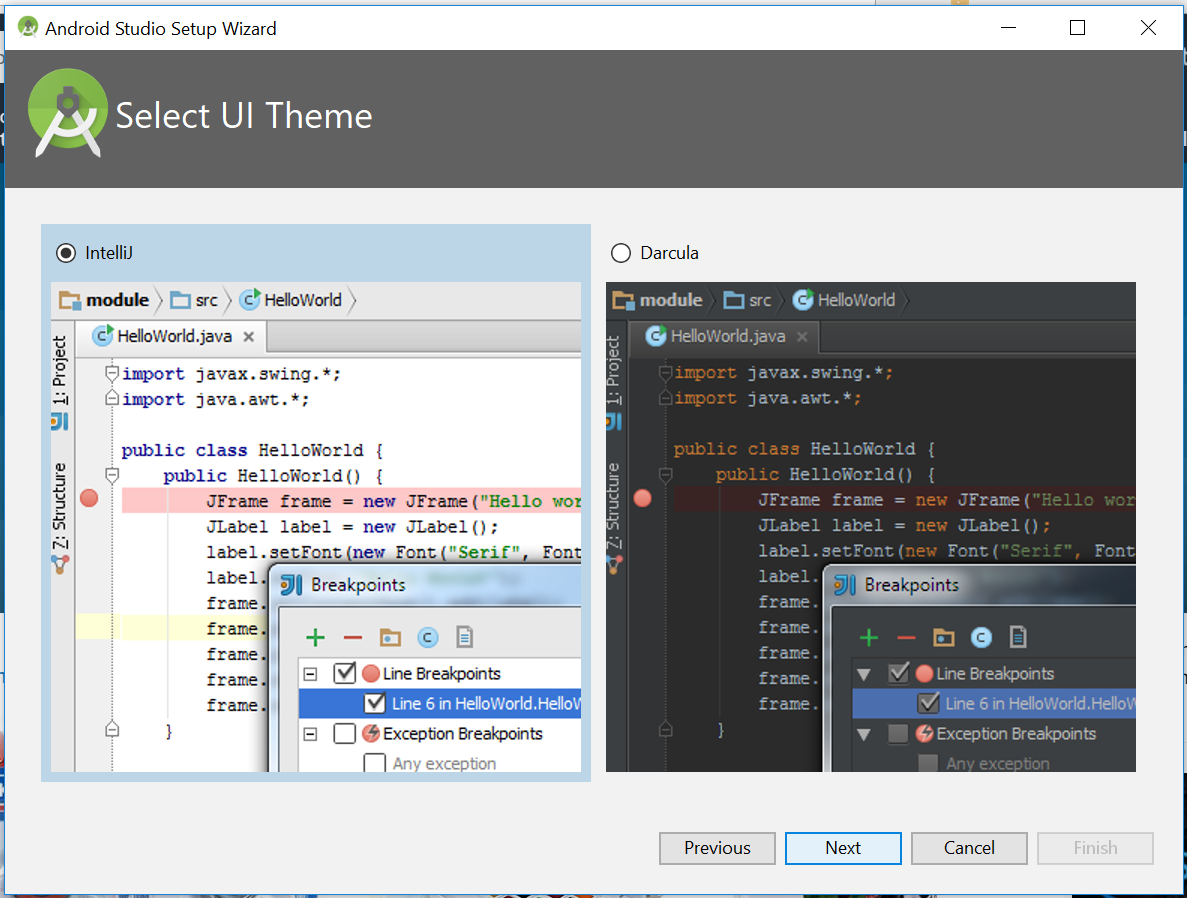 Android Studio Setup Wizard
Select UI Theme
IntelliJ
module src HelloWorld
HelloWorld.java
1: Project
7: Structure
import javax.swing.*;
import java.awt.*;
public class HelloWorld {
public HelloWorld() {
JFrame frame = new JFrame("Hello wor
JLabel label = new JLabel();
label.setFont(new Font("Serif", Font
label.
frame.
frame.
frame.
frame.
frame.
}
Breakpoints
Line Breakpoints
Line 6 in HelloWorld.HelloW
Exception Breakpoints
Any exception
Darcula
module src HelloWorld
HelloWorld.java
1: Project
7: Structure
import javax.swing.*;
import java.awt.*;
public class HelloWorld {
public HelloWorld() {
JFrame frame = new JFrame("Hello wor
JLabel label = new JLabel();
label.setFont(new Font("Serif", Font
label.
frame.
frame.
frame.
frame.
frame.
}
Breakpoints
Line Breakpoints
Line 6 in HelloWorld.HelloW
Exception Breakpoints
Any exception
Previous Next Cancel Finish